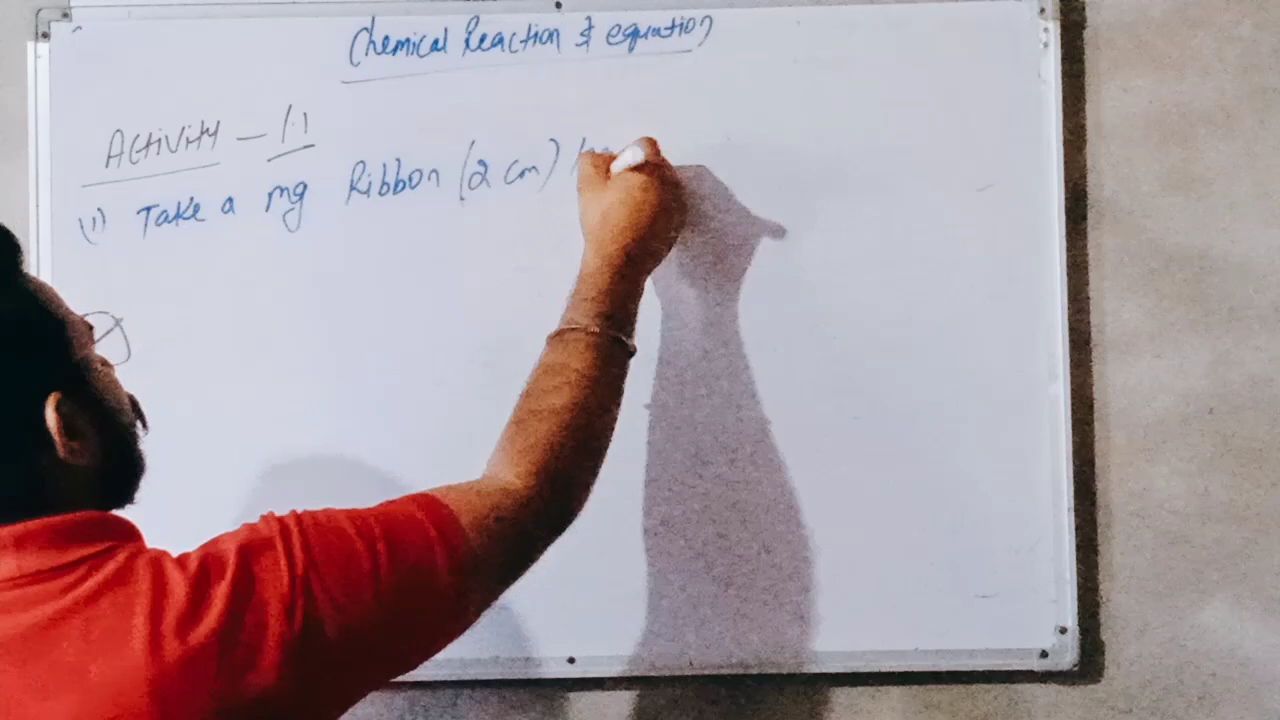 Chemical Reaction & equation
Activity - 1.1
(1) Take a mg Ribbon (2 cm)